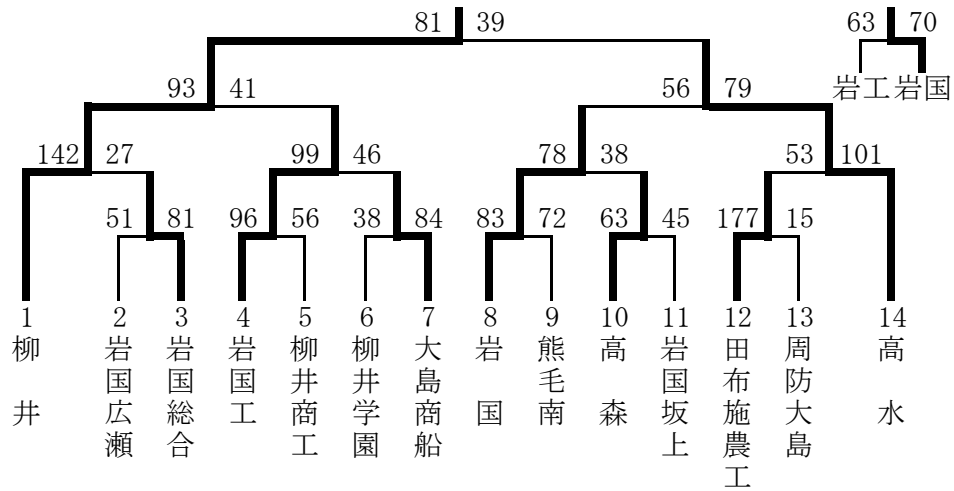 81 39
63 70
岩工 岩国
93 41
56 79
142 27
99 46
78 38
53 101
51 81
96 56
38 84
83 72
63 45
177 15
1 2 3 4 5 6 7 8 9 10 11 12 13 14
柳井
岩国広瀬
岩国総合
岩国工
柳井商工
柳井学園
大島商船
岩国
熊毛南
高森
岩国坂上
田布施農工
周防大島
高水